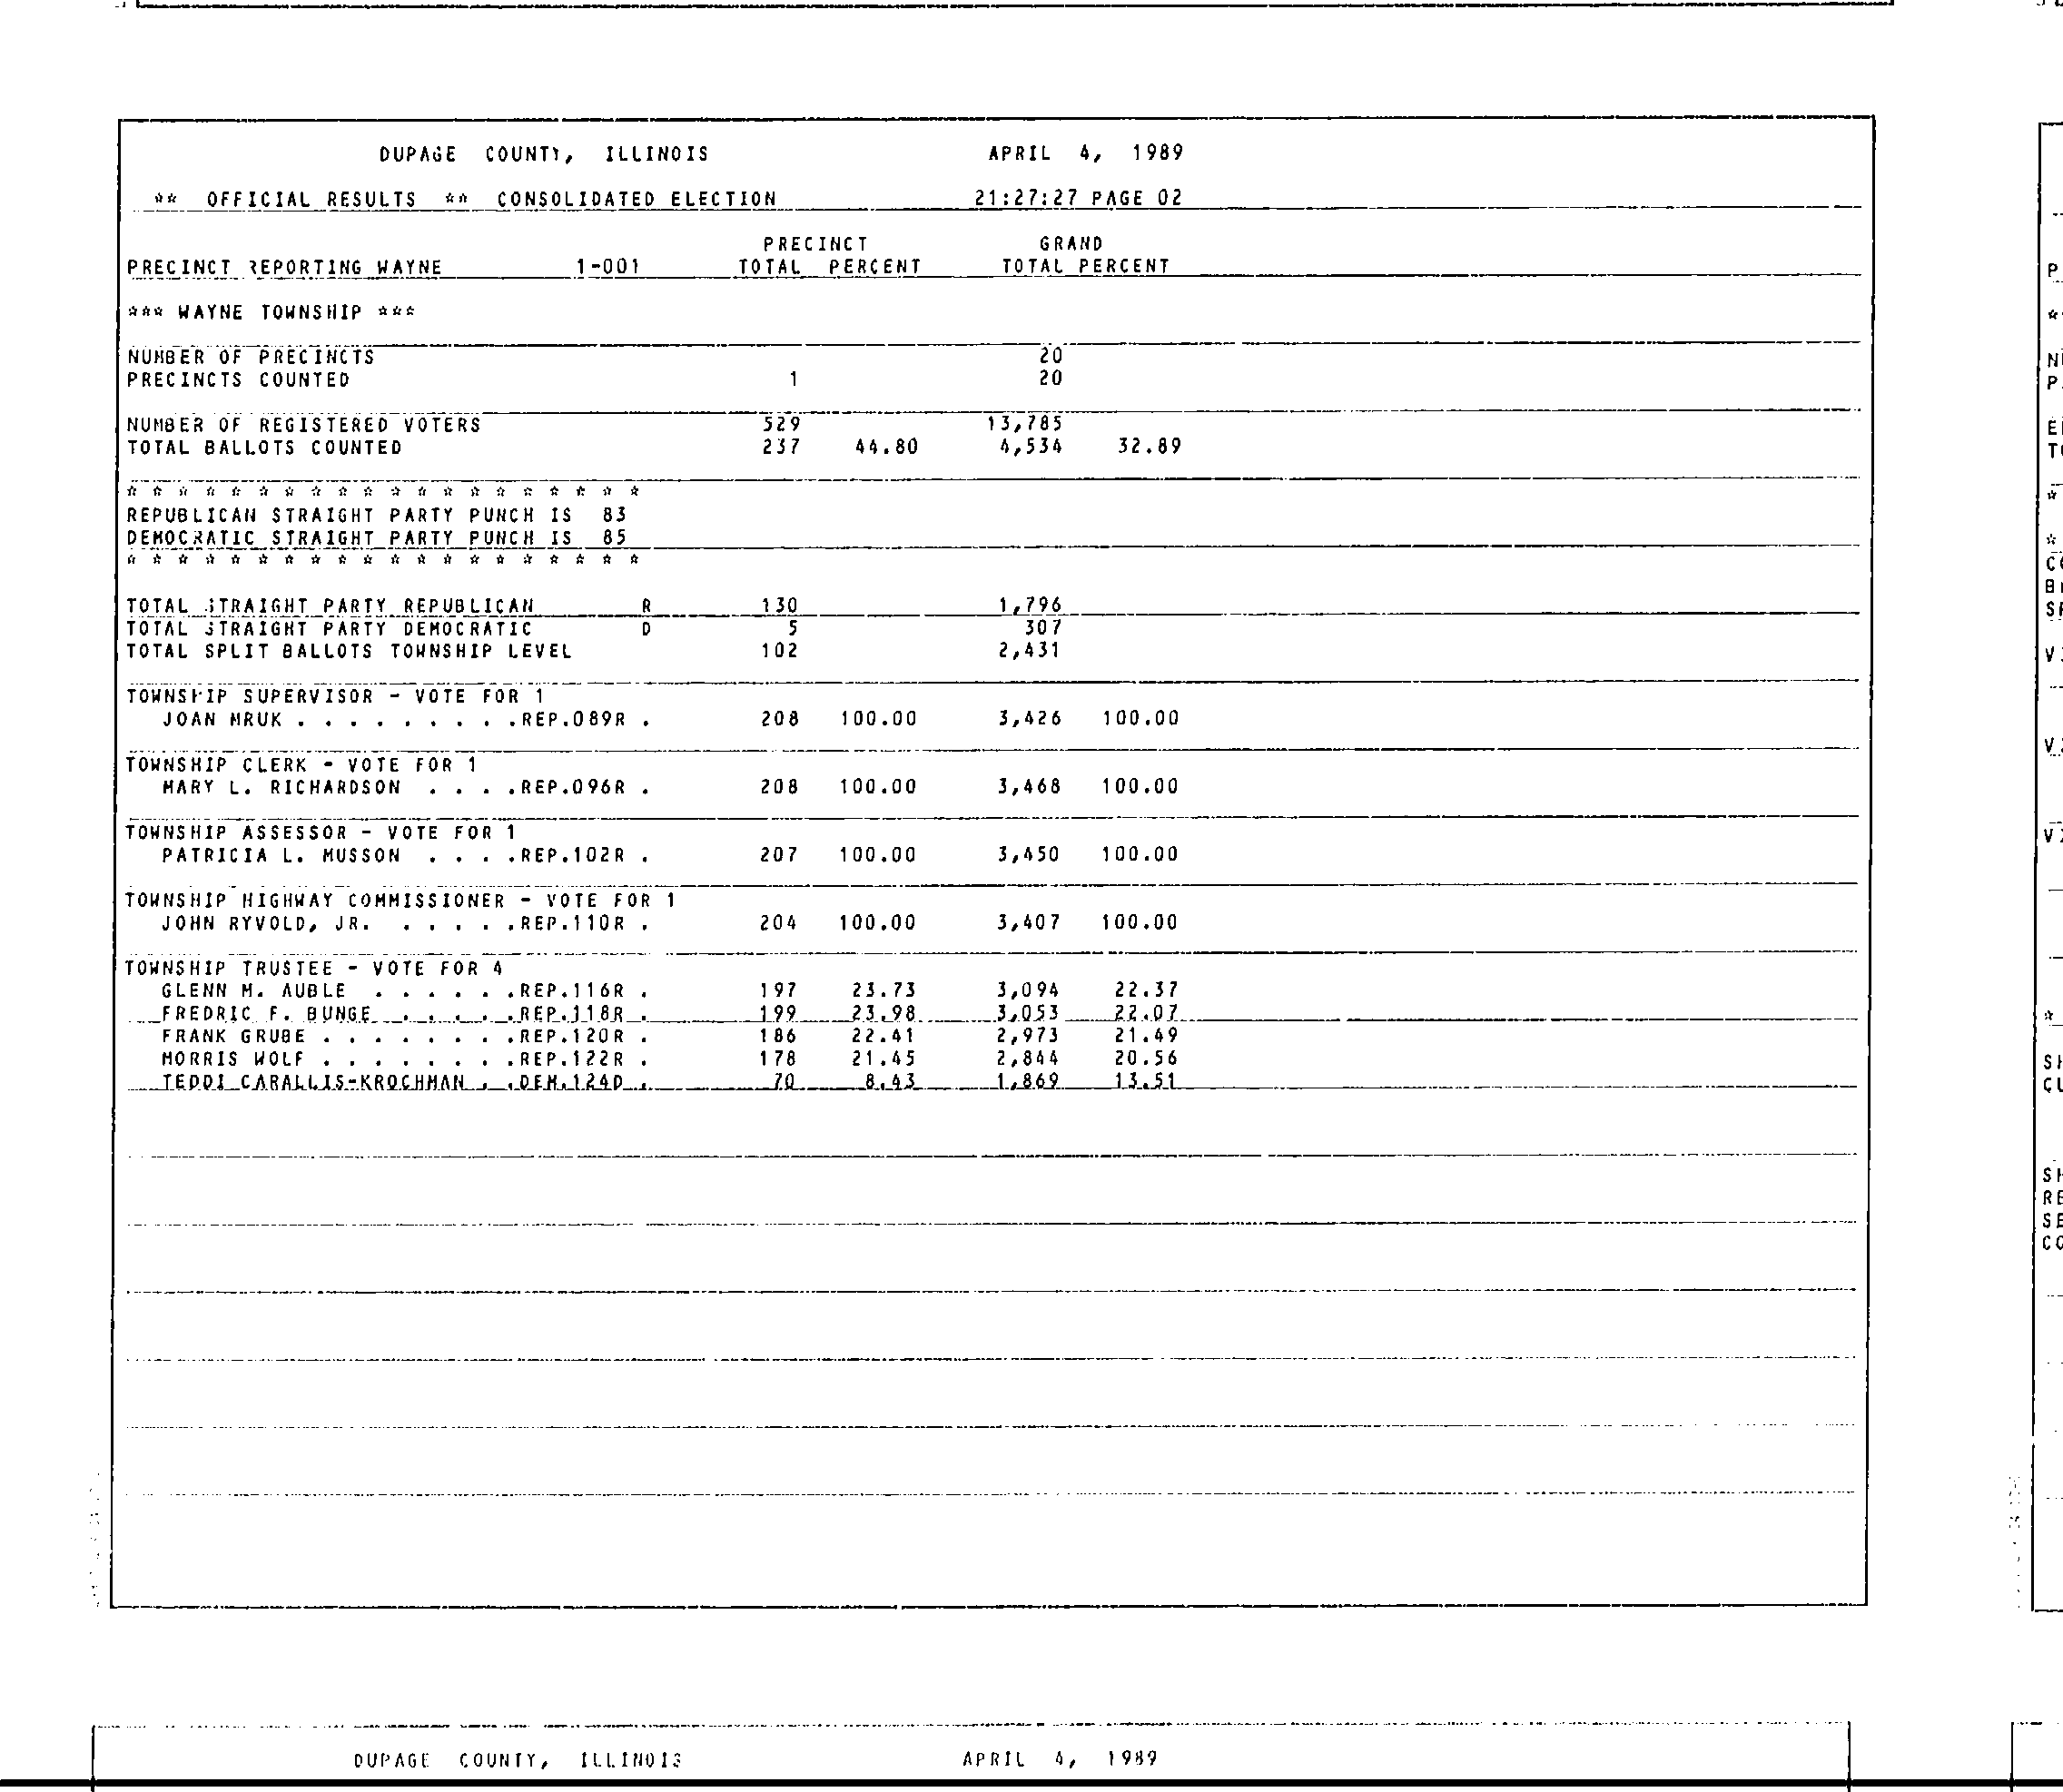 DUPAGE COUNTY, ILLINOIS APRIL 4, 1989
** OFFICIAL RESULTS ** CONSOLIDATED ELECTION 21:27:27 PAGE 02
PRECINCT GRAND
PRECINCT REPORTING WAYNE 1-001 TOTAL PERCENT TOTAL PERCENT
*** WAYNE TOWNSHIP ***
NUMBER OF PRECINCTS 20
PRECINCTS COUNTED 1 20
NUMBER OF REGISTERED VOTERS 529 13,785
TOTAL BALLOTS COUNTED 237 44.80 4,534 32.89
* * * * * * * * * * * * * * * * * * * *
REPUBLICAN STRAIGHT PARTY PUNCH IS 83
DEMOCRATIC STRAIGHT PARTY PUNCH IS 85
* * * * * * * * * * * * * * * * * * * *
TOTAL STRAIGHT PARTY REPUBLICAN R 130 1,796
TOTAL STRAIGHT PARTY DEMOCRATIC D 5 307
TOTAL SPLIT BALLOTS TOWNSHIP LEVEL 102 2,431
TOWNSHIP SUPERVISOR - VOTE FOR 1
JOAN MRUK . . . . . . . . .REP.089R . 208 100.00 3,426 100.00
TOWNSHIP CLERK - VOTE FOR 1
MARY L. RICHARDSON . . . .REP.096R . 208 100.00 3,468 100.00
TOWNSHIP ASSESSOR - VOTE FOR 1
PATRICIA L. MUSSON . . . .REP.102R . 207 100.00 3,450 100.00
TOWNSHIP HIGHWAY COMMISSIONER - VOTE FOR 1
JOHN RYVOLD, JR. . . . . .REP.110R . 204 100.00 3,407 100.00
TOWNSHIP TRUSTEE - VOTE FOR 4
GLENN M. AUBLE . . . . . .REP.116R . 197 23.73 3,094 22.37
FREDRIC F. BUNGE . . . . .REP.118R . 199 23.98 3,053 22.07
FRANK GRUBE . . . . . . . .REP.120R . 186 22.41 2,973 21.49
MORRIS WOLF . . . . . . . .REP.122R . 178 21.45 2,844 20.56
TEDDI CARALLIS-KROCHMAN . .DEM.124D . 70 8.43 1,869 13.51
DUPAGE COUNTY, ILLINOIS APRIL 4, 1989